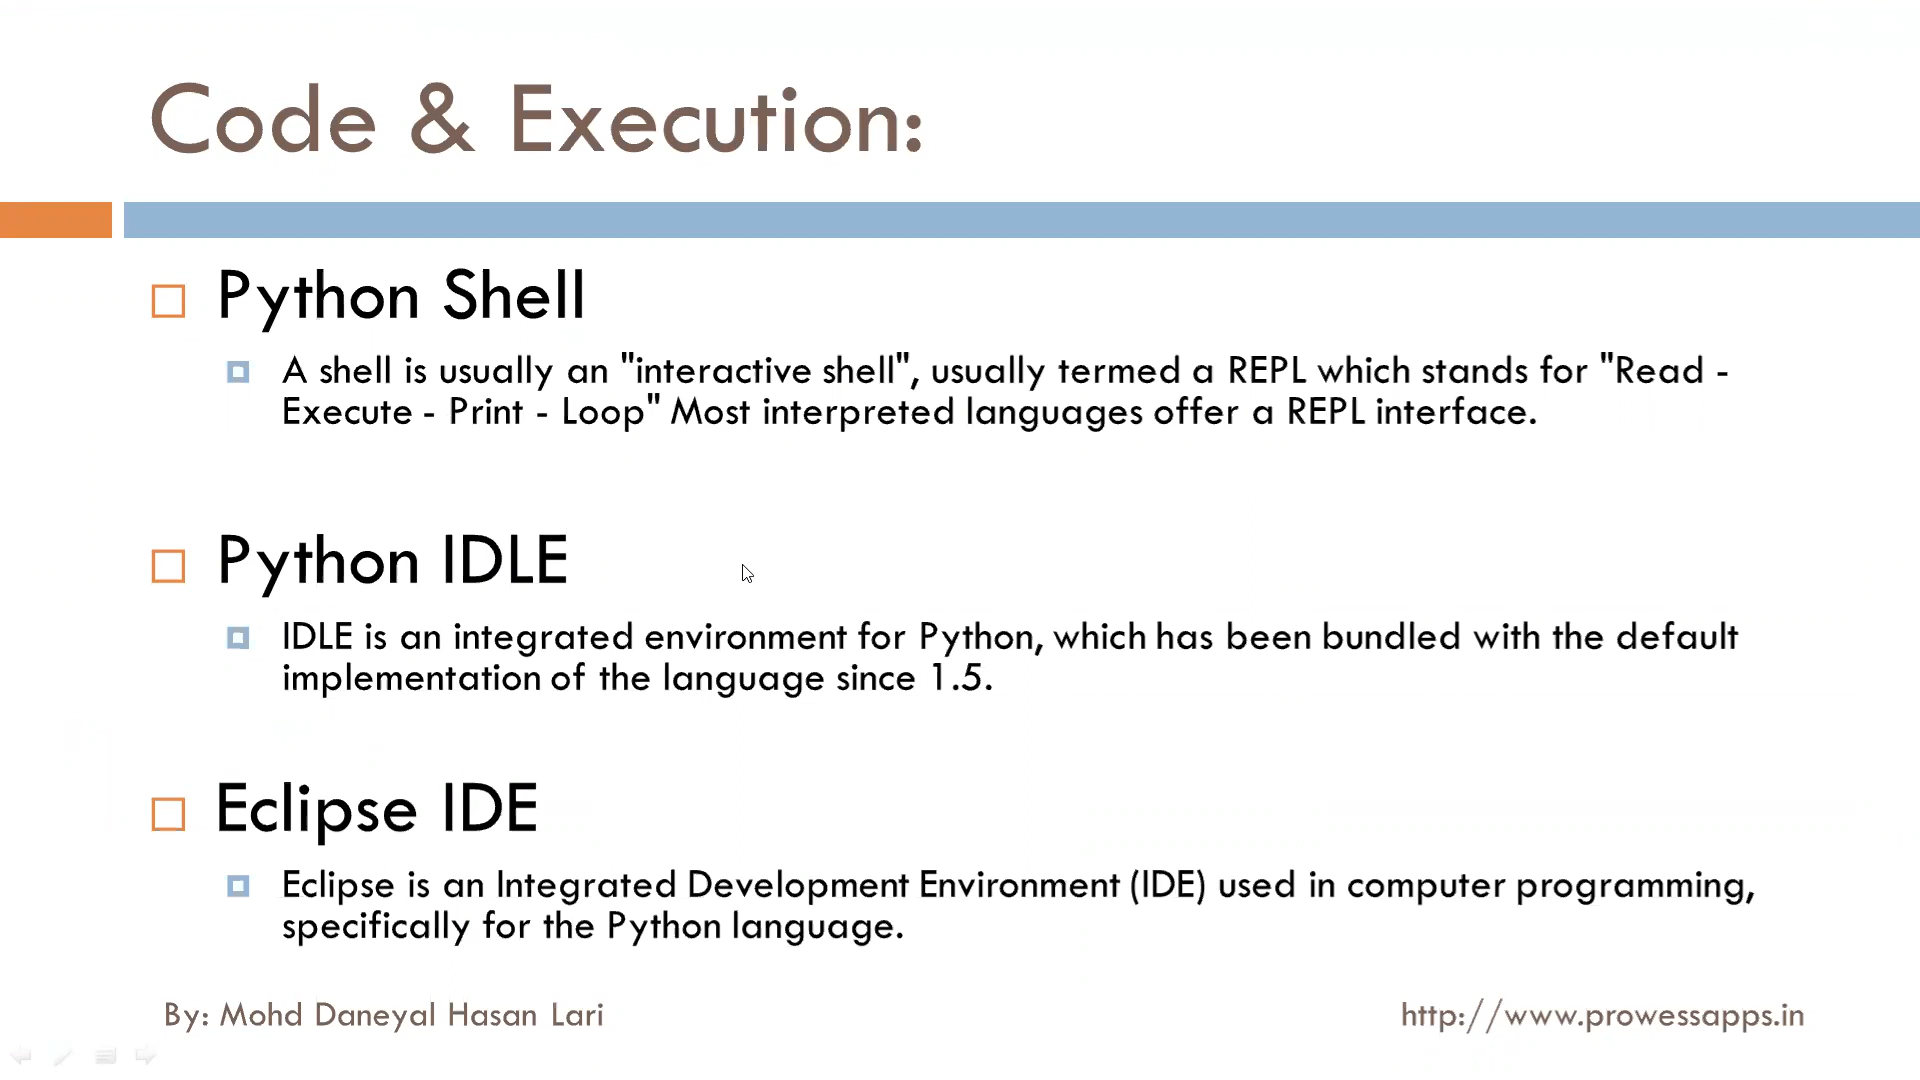 Code & Execution:
Python Shell
A shell is usually an "interactive shell", usually termed a REPL which stands for "Read -
Execute - Print - Loop" Most interpreted languages offer a REPL interface.
Python IDLE
IDLE is an integrated environment for Python, which has been bundled with the default
implementation of the language since 1.5.
Eclipse IDE
Eclipse is an Integrated Development Environment (IDE) used in computer programming,
specifically for the Python language.
By: Mohd Daneyal Hasan Lari
http://www.prowessapps.in